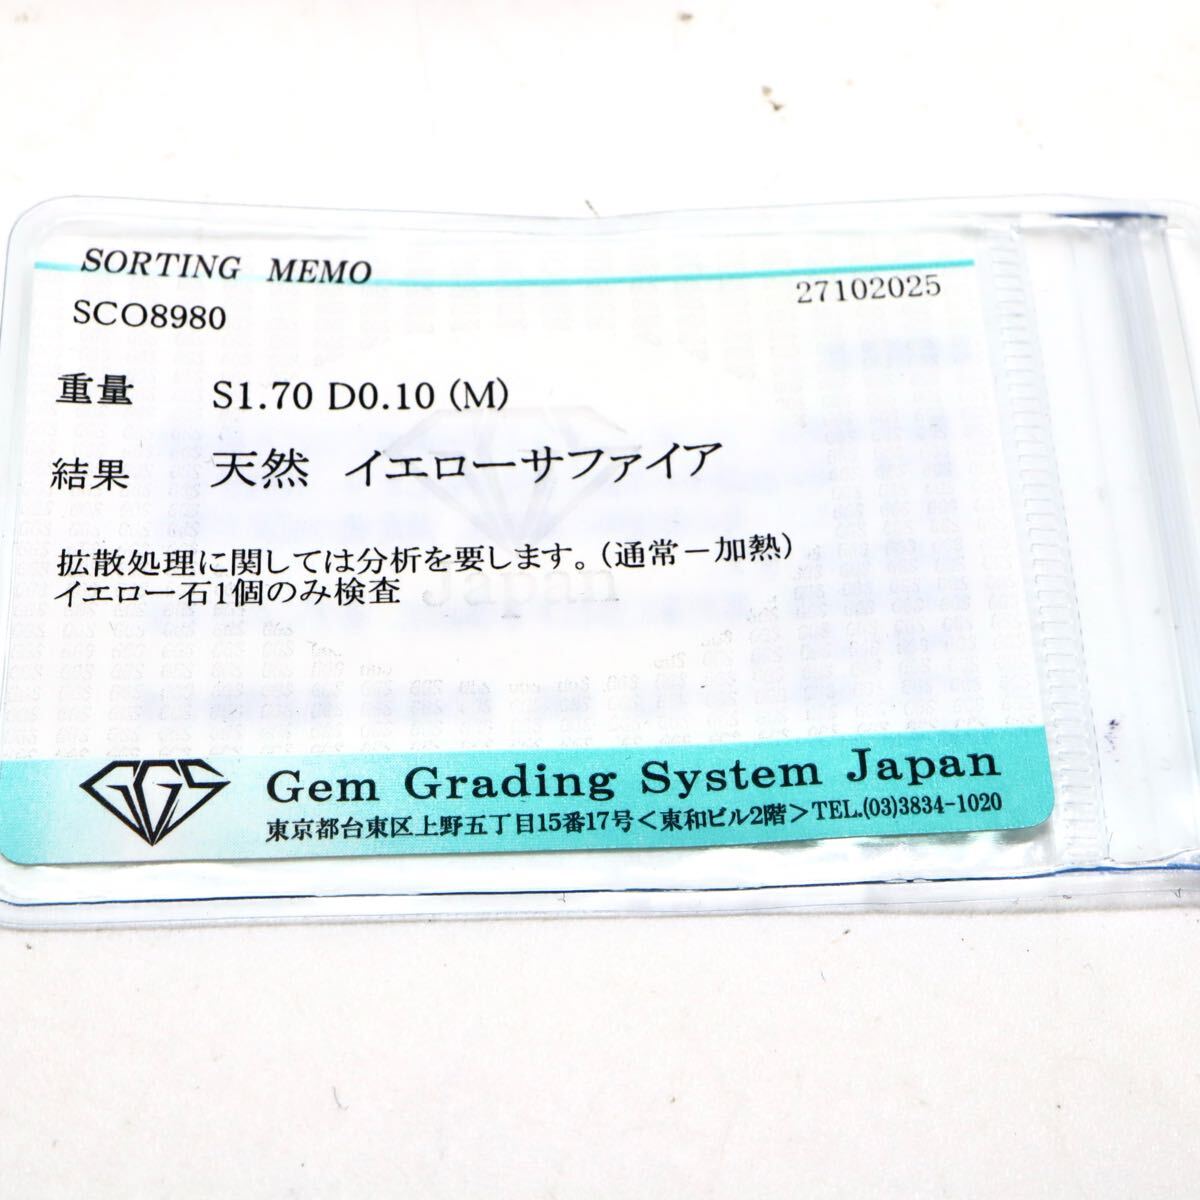 SORTING MEMO
SCO8980
27102025
重量 S1.70 D0.10 (M)
結果 天然 イエローサファイア
拡散処理に関しては分析を要します。(通常－加熱)
イエロー石1個のみ検査
Japan
GGS
Gem Grading System Japan
東京都台東区上野五丁目15番17号＜東和ビル2階＞TEL.(03)3834-1020